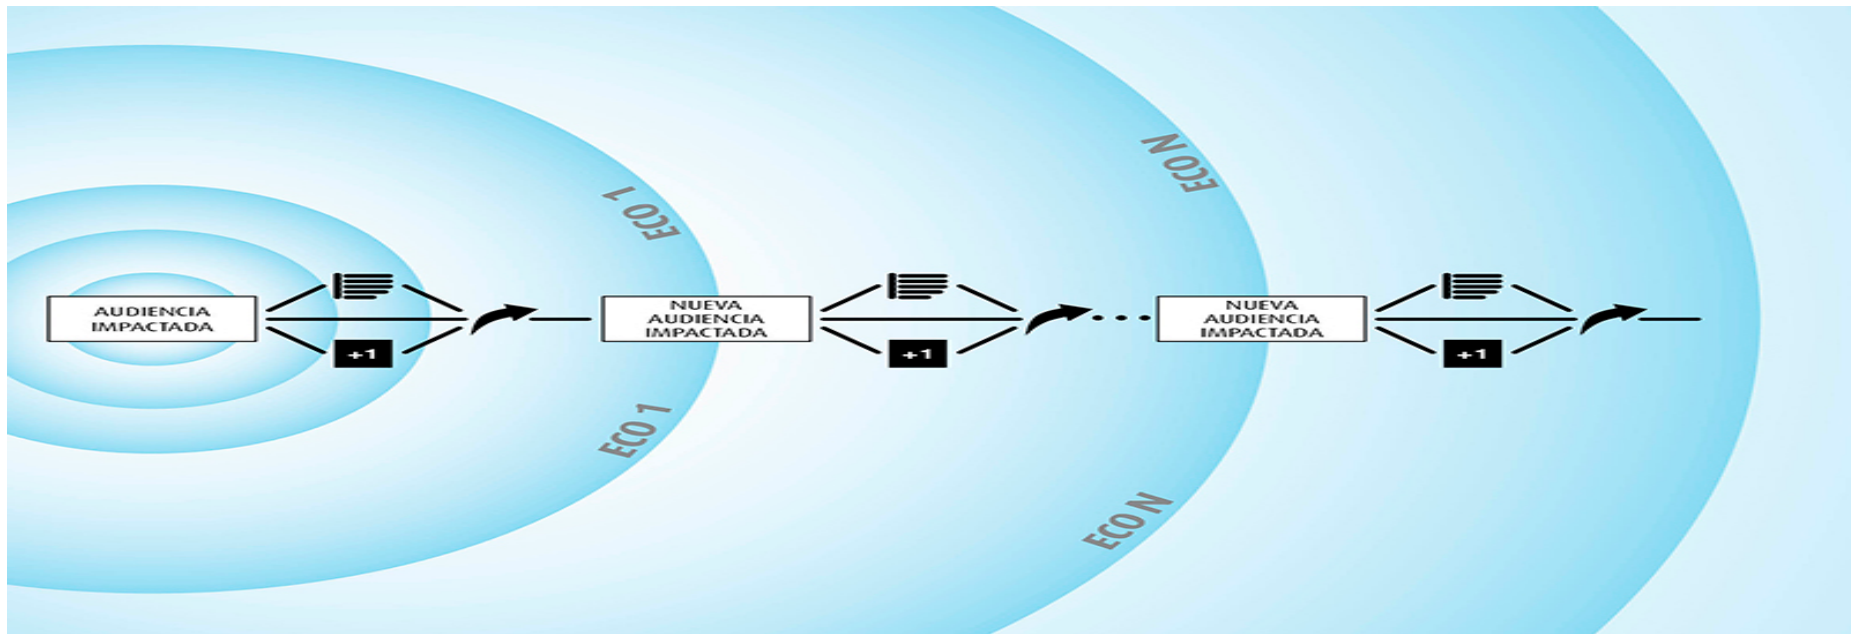 ECO N
ECO 1
AUDIENCIA
IMPACTADA
+1
NUEVA
AUDIENCIA
IMPACTADA
+1
NUEVA
AUDIENCIA
IMPACTADA
+1
ECO 1
ECO N